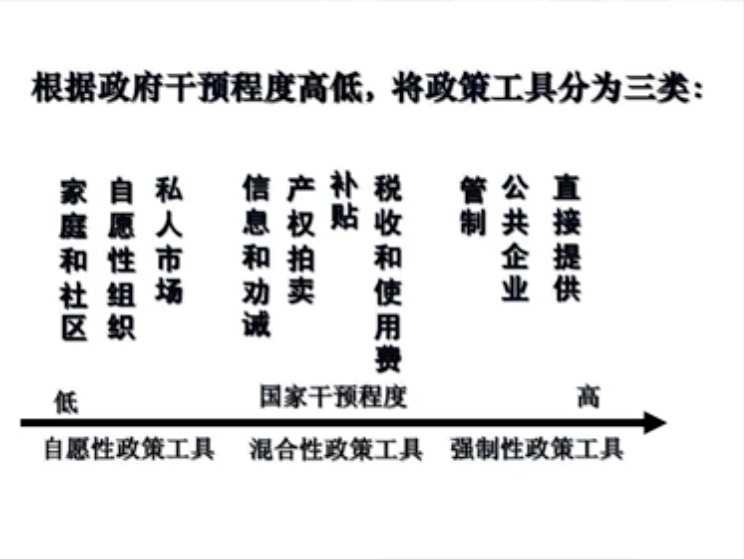 根据政府干预程度高低，将政策工具分为三类：
家庭和社区
自愿性组织
私人市场
信息和劝诫
产权拍卖
补贴
税收和使用费
管制
公共企业
直接提供
低
国家干预程度
高
自愿性政策工具
混合性政策工具
强制性政策工具